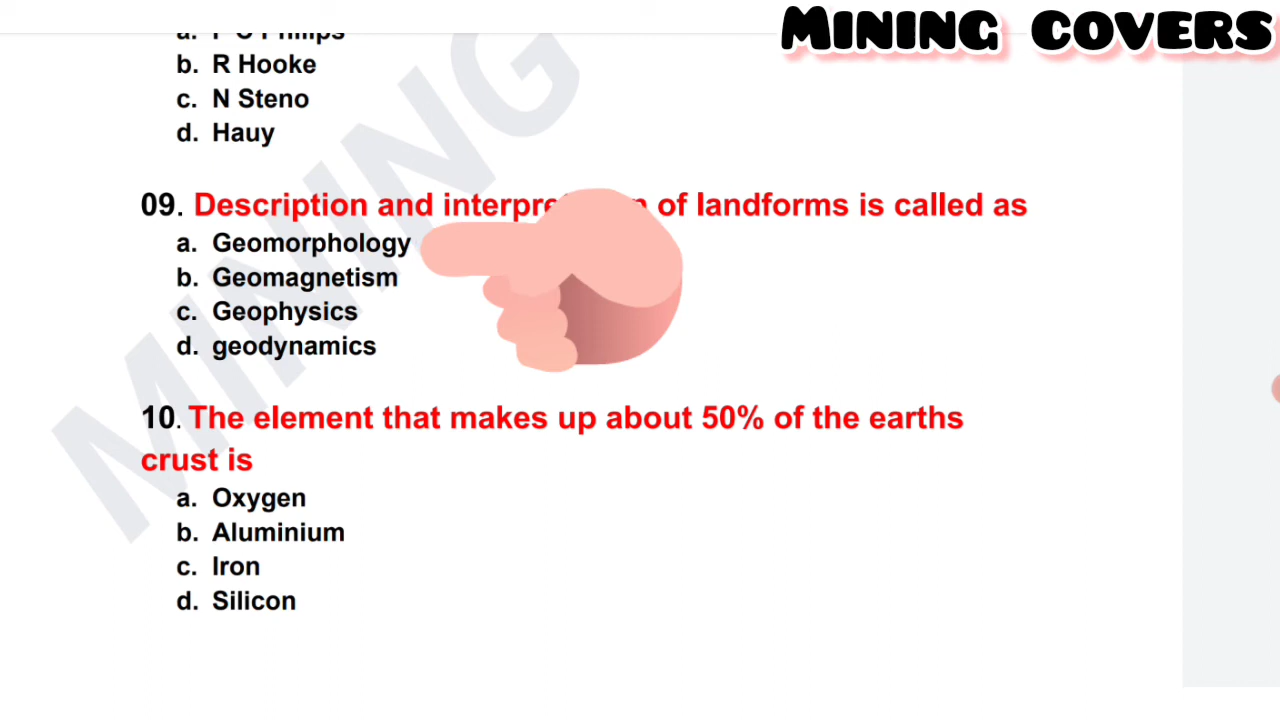 MINING COVERS
b. R Hooke
c. N Steno
d. Hauy
09. Description and of landforms is called as
a. Geomorphology
b. Geomagnetism
c. Geophysics
d. geodynamics
10. The element that makes up about 50% of the earths
crust is
a. Oxygen
b. Aluminium
c. Iron
d. Silicon
MINING